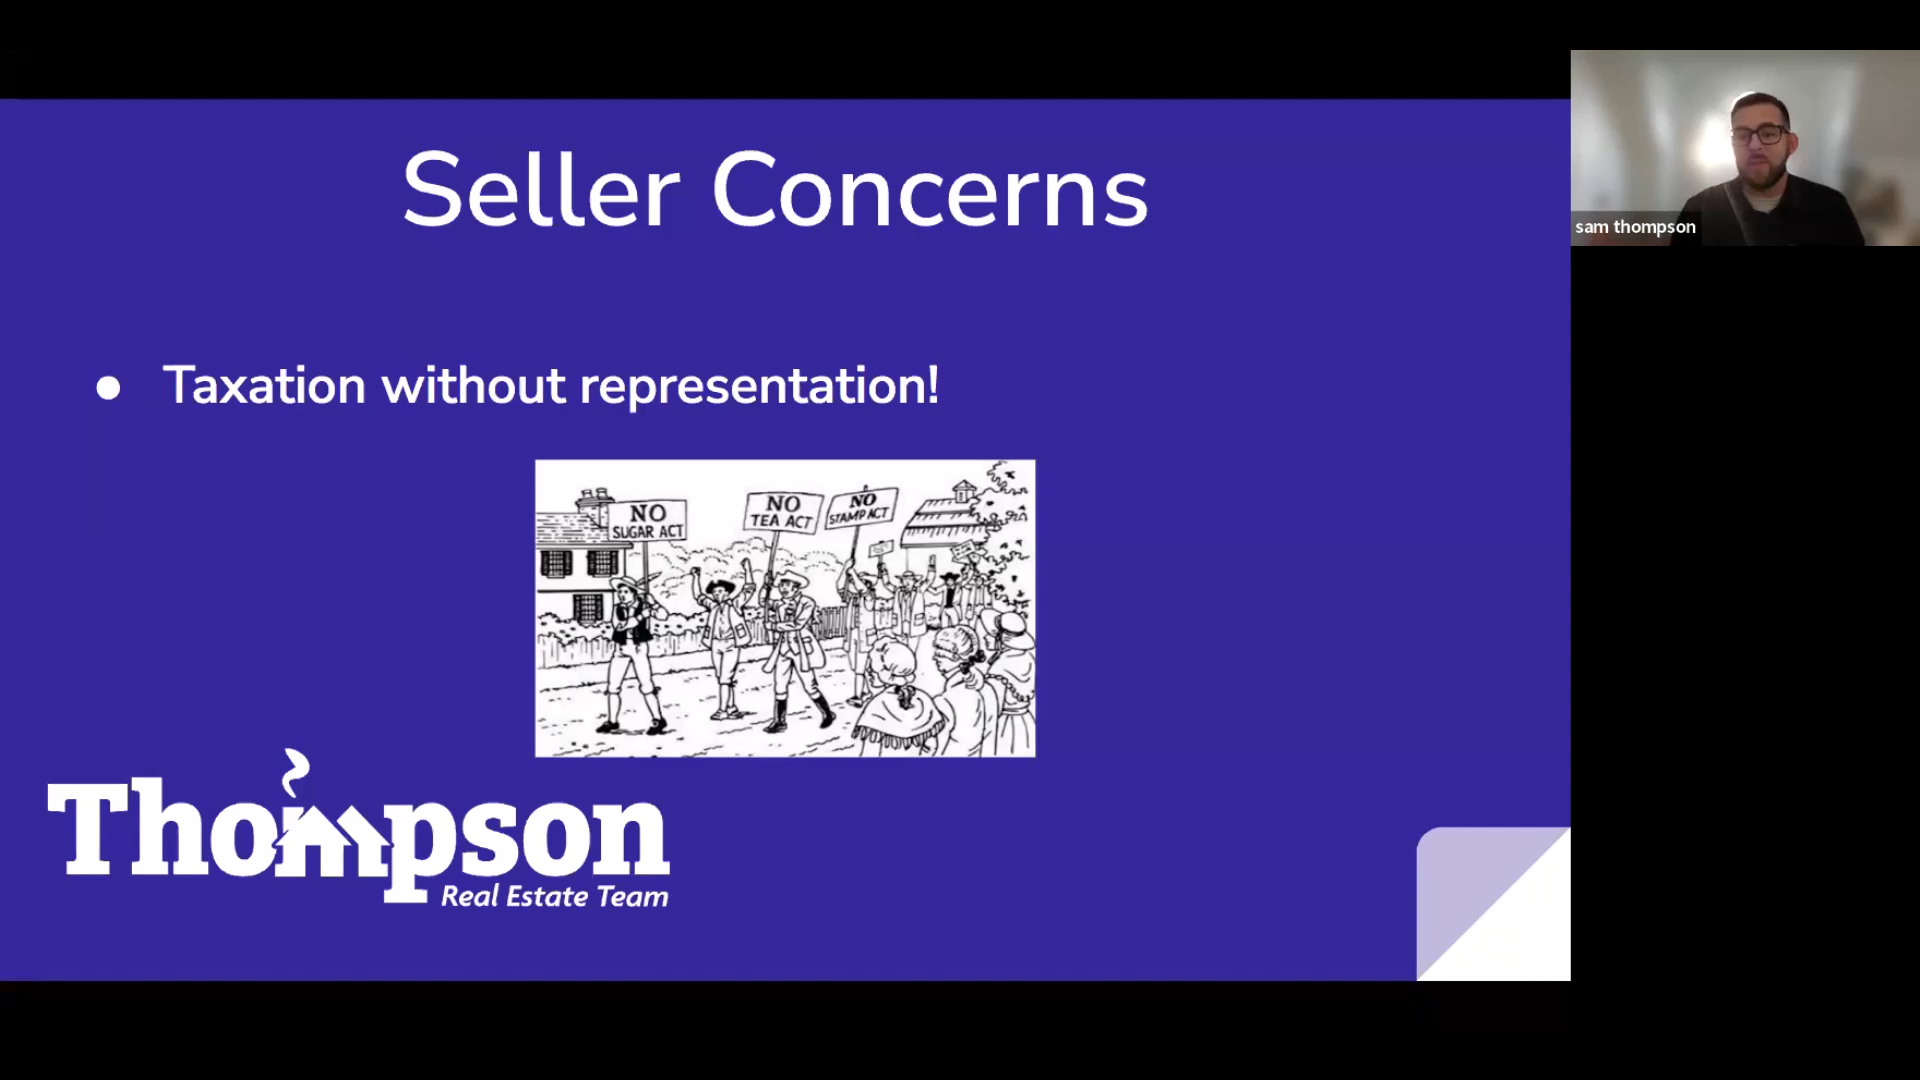 Seller Concerns
sam thompson
● Taxation without representation!
NO
SUGAR ACT
NO
TEA ACT
NO
STAMP ACT
Thompson
Real Estate Team